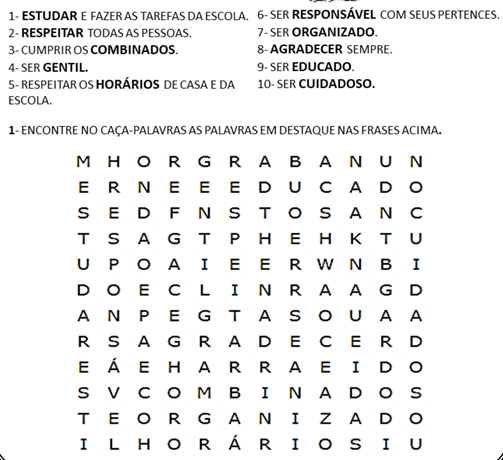 1- ESTUDAR E FAZER AS TAREFAS DA ESCOLA.
2- RESPEITAR TODAS AS PESSOAS.
3- CUMPRIR OS COMBINADOS.
4- SER GENTIL.
5- RESPEITAR OS HORÁRIOS DE CASA E DA
ESCOLA.
6- SER RESPONSÁVEL COM SEUS PERTENCES.
7- SER ORGANIZADO.
8- AGRADECER SEMPRE.
9- SER EDUCADO.
10- SER CUIDADOSO.
1- ENCONTRE NO CAÇA-PALAVRAS AS PALAVRAS EM DESTAQUE NAS FRASES ACIMA.
M H O R G R A B A N U N
E R N E E E D U C A D O
S E D F N S T O S A N C
T S A G T P H E H K T U
U P O A I E E R W N B I
D O E C L I N R A A G D
A N P E G T A S O U A A
R S A G R A D E C E R D
E Á E H A R R A E I D O
S V C O M B I N A D O S
T E O R G A N I Z A D O
I L H O R Á R I O S I U